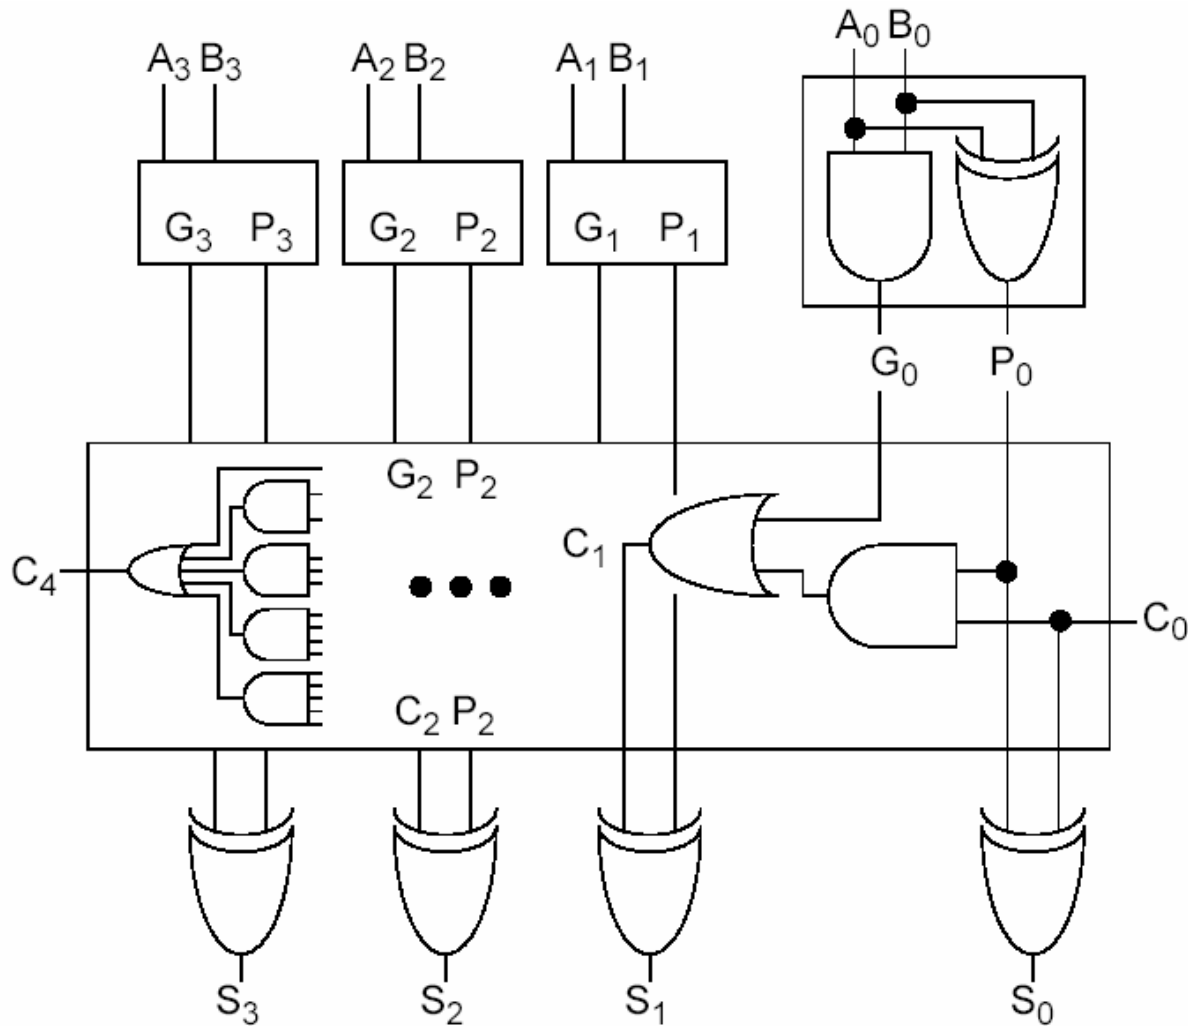 A₀ B₀
A₃ B₃ A₂ B₂ A₁ B₁
G₃ P₃ G₂ P₂ G₁ P₁
G₀ P₀
G₂ P₂
C₁
C₄
C₀
C₂ P₂
S₃ S₂ S₁ S₀